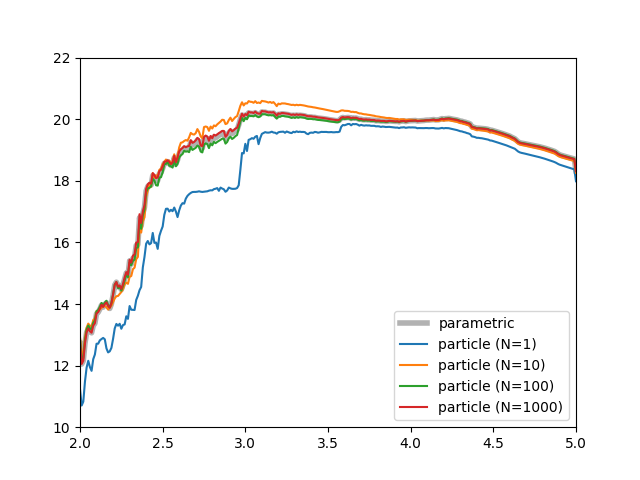 22
20
18
16
14
12
10
2.0 2.5 3.0 3.5 4.0 4.5 5.0
parametric
particle (N=1)
particle (N=10)
particle (N=100)
particle (N=1000)